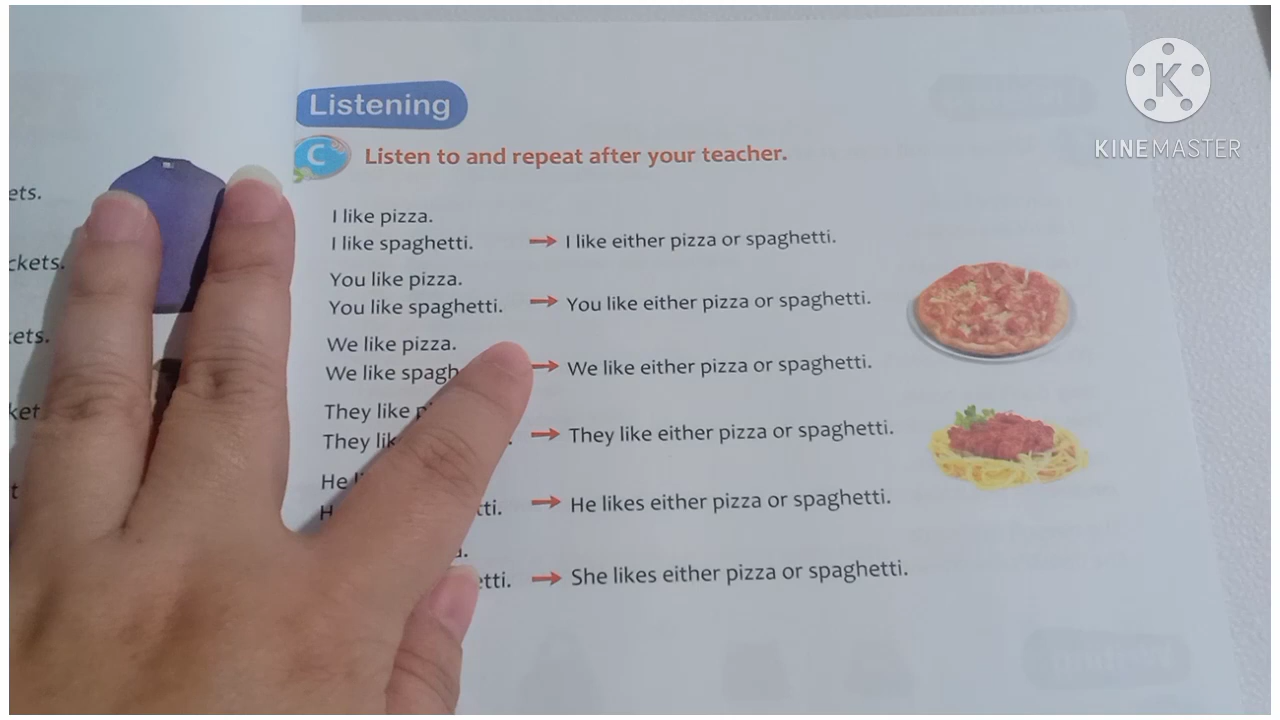 Listening
C Listen to and repeat after your teacher.
KINEMASTER
ets.
ckets.
ets.
ket
t
I like pizza.
I like spaghetti. → I like either pizza or spaghetti.
You like pizza.
You like spaghetti. → You like either pizza or spaghetti.
We like pizza.
We like spagh → We like either pizza or spaghetti.
They like
They lik → They like either pizza or spaghetti.
He
H tti. → He likes either pizza or spaghetti.
etti. → She likes either pizza or spaghetti.